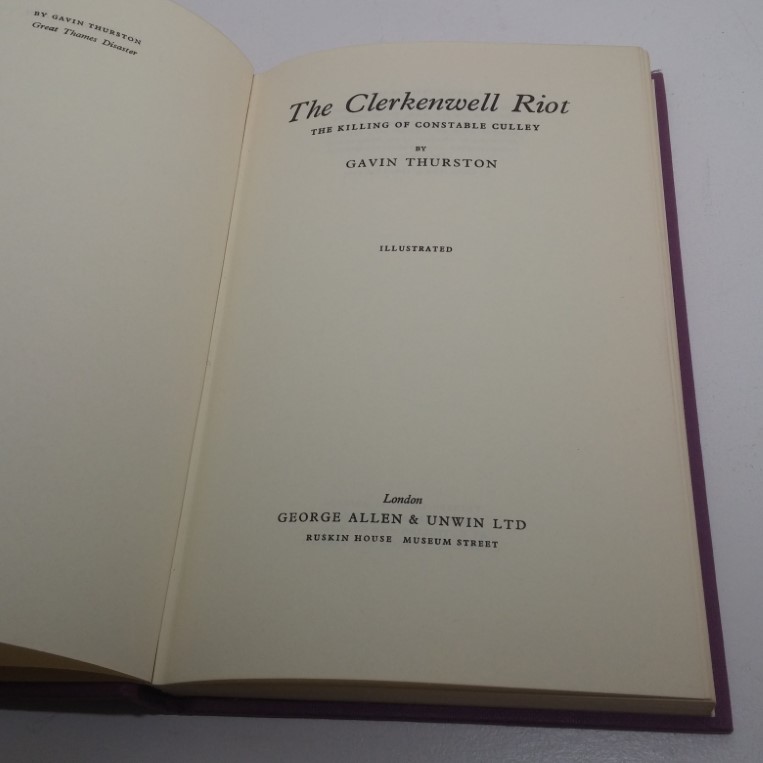 BY GAVIN THURSTON
Great Thames Disaster
The Clerkenwell Riot
THE KILLING OF CONSTABLE CULLEY
BY
GAVIN THURSTON
ILLUSTRATED
London
GEORGE ALLEN & UNWIN LTD
RUSKIN HOUSE MUSEUM STREET